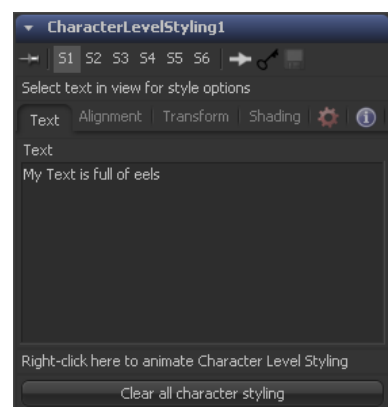 CharacterLevelStyling1
S1 S2 S3 S4 S5 S6
Select text in view for style options
Text Alignment Transform Shading
Text
My Text is full of eels
Right-click here to animate Character Level Styling
Clear all character styling